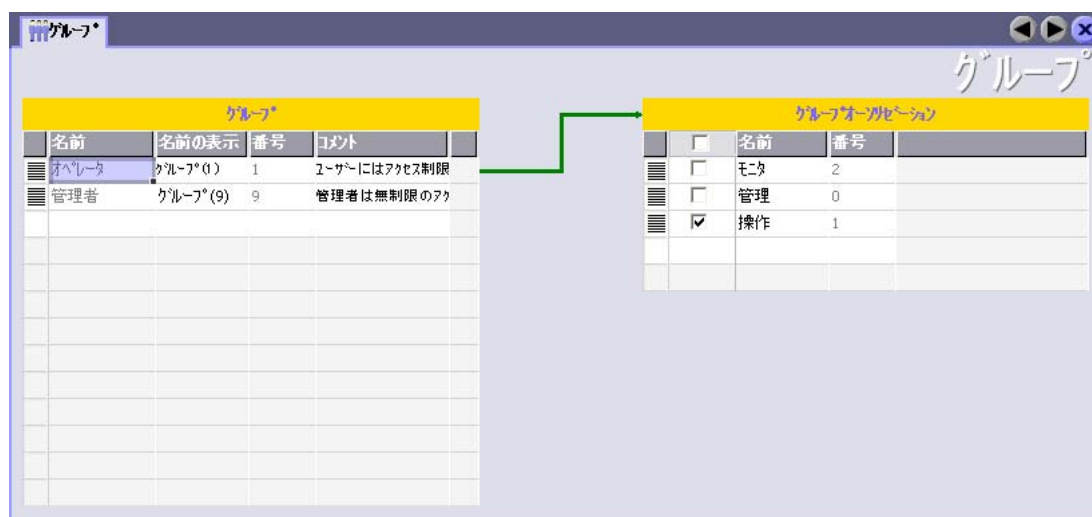 グループ
グループ
グループ
名前 名前の表示 番号 コメント
オペレータ グループ(1) 1 ユーザーにはアクセス制限
管理者 グループ(9) 9 管理者は無制限のアク
グループオーソリゼーション
名前 番号
モニタ 2
管理 0
操作 1